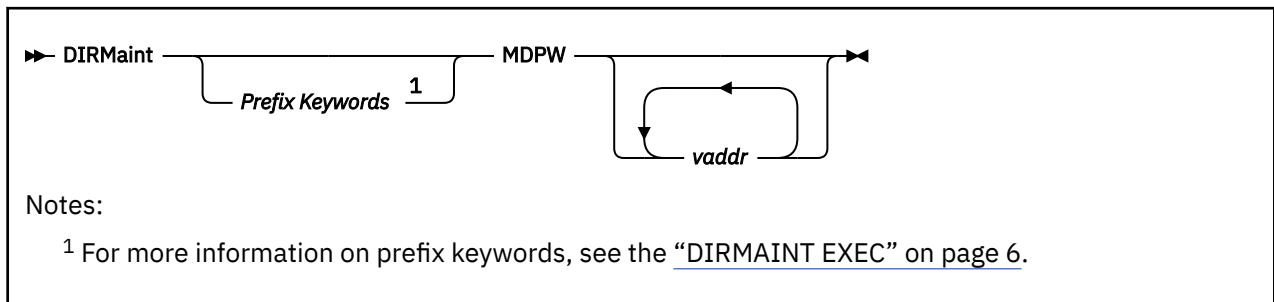 DIRMaint MDPW
Prefix Keywords 1
vaddr
Notes:
1 For more information on prefix keywords, see the “DIRMAINT EXEC” on page 6.